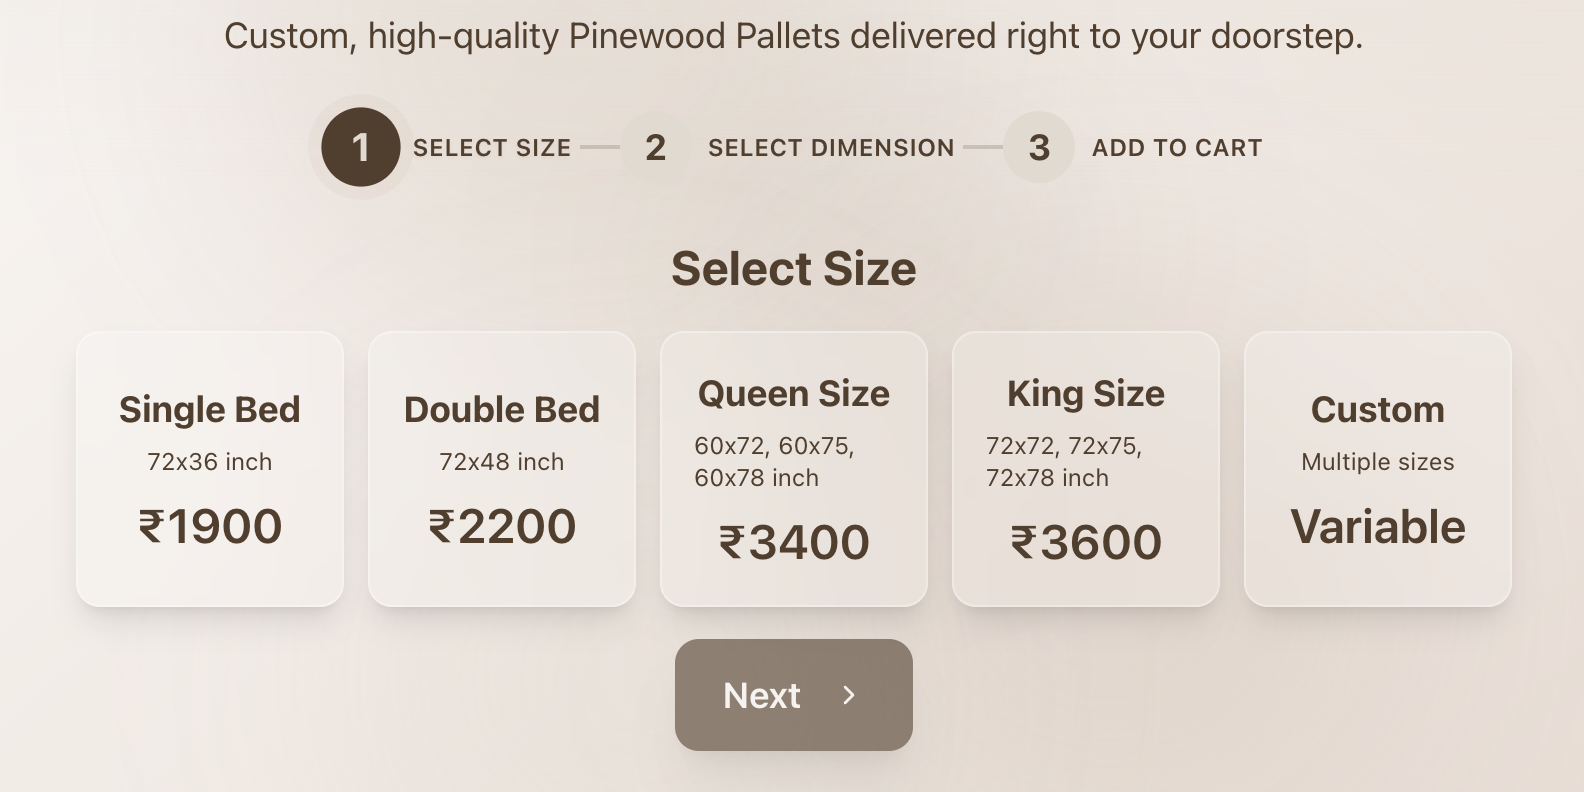 Custom, high-quality Pinewood Pallets delivered right to your doorstep.
1 SELECT SIZE 2 SELECT DIMENSION 3 ADD TO CART
Select Size
Single Bed
72x36 inch
₹1900
Double Bed
72x48 inch
₹2200
Queen Size
60x72, 60x75,
60x78 inch
₹3400
King Size
72x72, 72x75,
72x78 inch
₹3600
Custom
Multiple sizes
Variable
Next